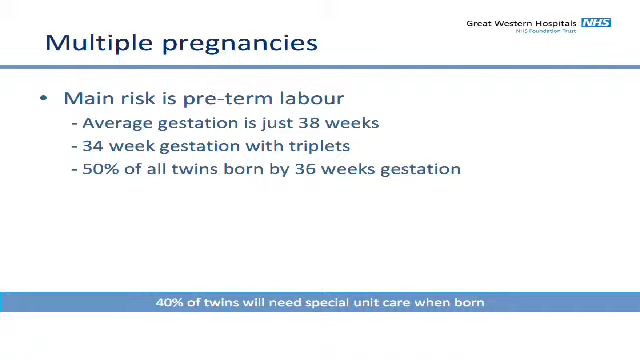 Great Western Hospitals NHS
NHS Foundation Trust
Multiple pregnancies
• Main risk is pre-term labour
- Average gestation is just 38 weeks
- 34 week gestation with triplets
- 50% of all twins born by 36 weeks gestation
40% of twins will need special unit care when born